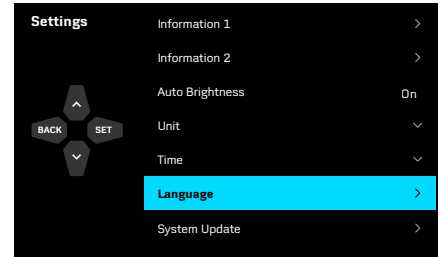 Settings
Information 1
Information 2
Auto Brightness On
BACK SET
Unit
Time
Language
System Update